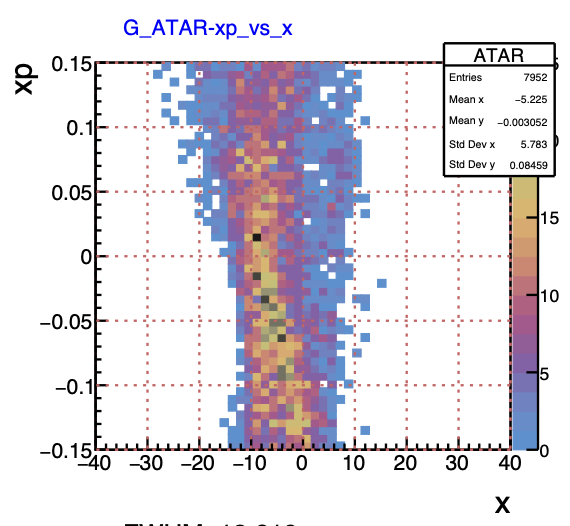 G_ATAR-xp_vs_x
ATAR
Entries 7952
Mean x −5.225
Mean y −0.003052
Std Dev x 5.783
Std Dev y 0.08459
xp
0.15
0.1
0.05
0
−0.05
−0.1
−0.15
−40 −30 −20 −10 0 10 20 30 40
x
15
10
5
0